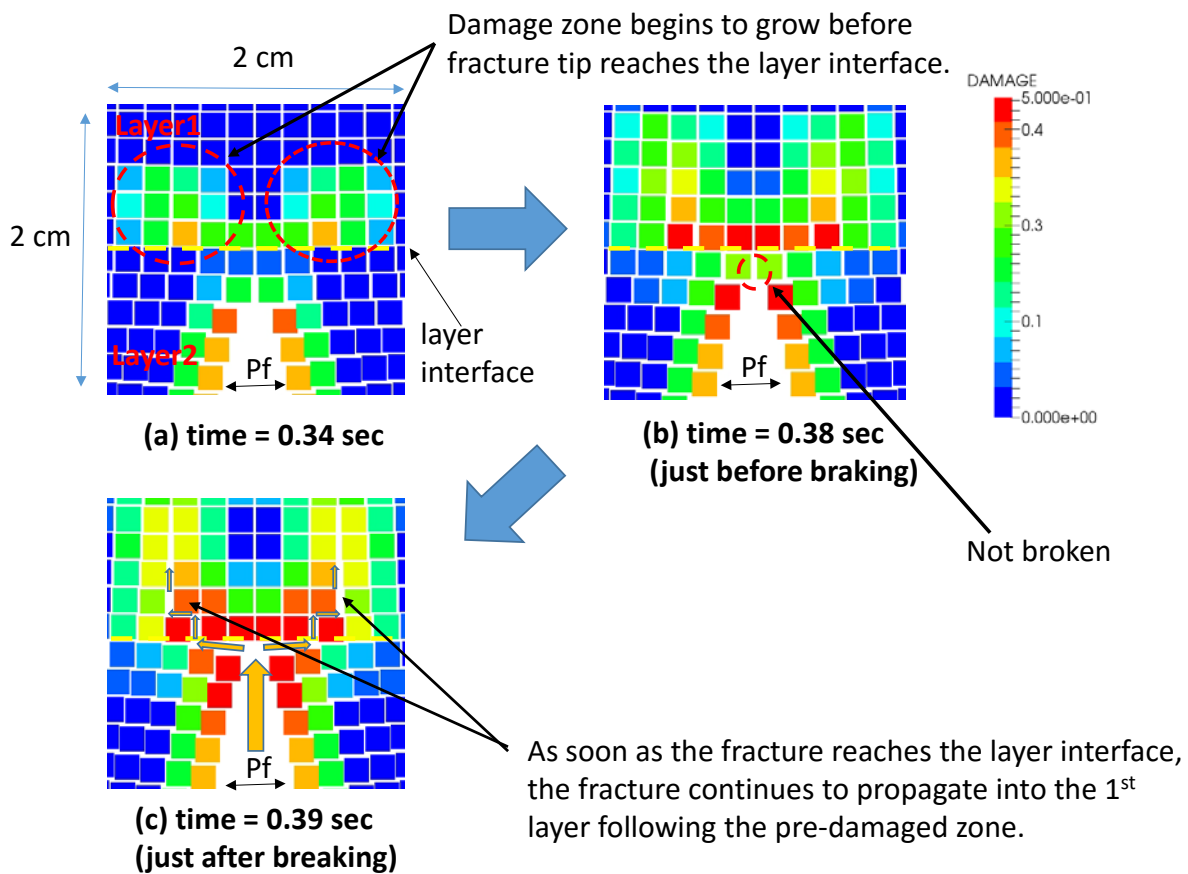 Damage zone begins to grow before
fracture tip reaches the layer interface.
2 cm
2 cm
Layer1
Layer2
Pf
layer
interface
(a) time = 0.34 sec
DAMAGE
5.000e-01
0.4
0.3
0.1
0.000e+00
Pf
(b) time = 0.38 sec
(just before braking)
Not broken
Pf
(c) time = 0.39 sec
(just after breaking)
As soon as the fracture reaches the layer interface,
the fracture continues to propagate into the 1st
layer following the pre-damaged zone.